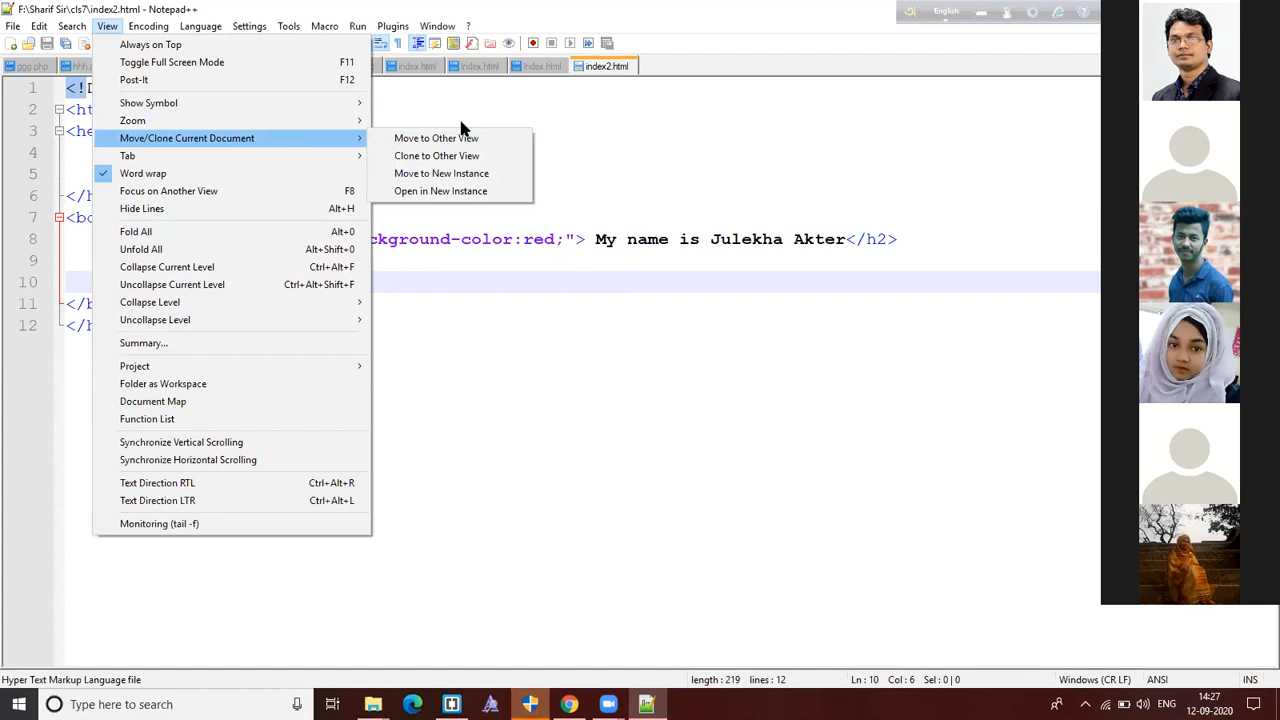 F:\Sharif Sir\cls7\index2.html - Notepad++
English
File Edit Search View Encoding Language Settings Tools Macro Run Plugins Window ?
ggg.php
index.html
index.html
index.html
index2.html
Always on Top
Toggle Full Screen Mode F11
Post-It F12
Show Symbol
Zoom
Move/Clone Current Document
Tab
Word wrap
Focus on Another View F8
Hide Lines Alt+H
Fold All Alt+0
Unfold All Alt+Shift+0
Collapse Current Level Ctrl+Alt+F
Uncollapse Current Level Ctrl+Alt+Shift+F
Collapse Level
Uncollapse Level
Summary...
Project
Folder as Workspace
Document Map
Function List
Synchronize Vertical Scrolling
Synchronize Horizontal Scrolling
Text Direction RTL Ctrl+Alt+R
Text Direction LTR Ctrl+Alt+L
Monitoring (tail -f)
Move to Other View
Clone to Other View
Move to New Instance
Open in New Instance
1 <!D
2 <ht
3 <he
4
5
6 </h
7 <bo
8 ckground-color:red;"> My name is Julekha Akter</h2>
9
10
11 </b
12 </h
Hyper Text Markup Language file length : 219 lines : 12 Ln : 10 Col : 6 Sel : 0 | 0 Windows (CR LF) ANSI INS
Type here to search
ENG
14:27
12-09-2020